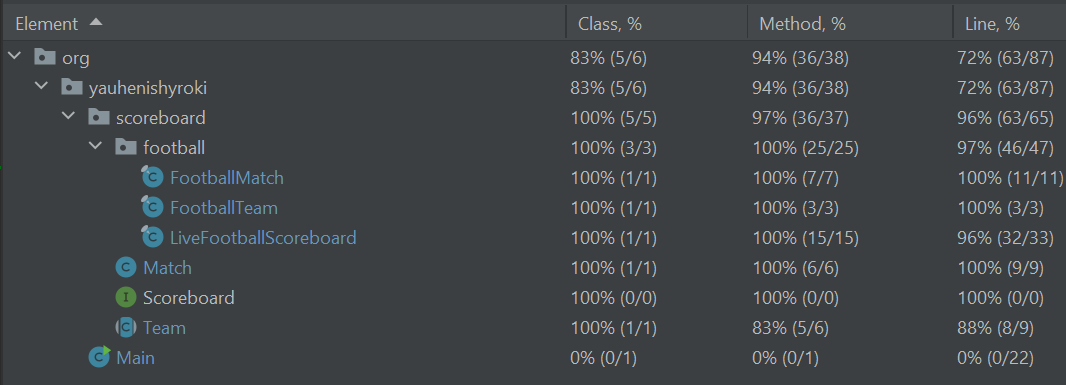 Element Class, % Method, % Line, %
org 83% (5/6) 94% (36/38) 72% (63/87)
yauhenishyroki 83% (5/6) 94% (36/38) 72% (63/87)
scoreboard 100% (5/5) 97% (36/37) 96% (63/65)
football 100% (3/3) 100% (25/25) 97% (46/47)
C FootballMatch 100% (1/1) 100% (7/7) 100% (11/11)
C FootballTeam 100% (1/1) 100% (3/3) 100% (3/3)
C LiveFootballScoreboard 100% (1/1) 100% (15/15) 96% (32/33)
C Match 100% (1/1) 100% (6/6) 100% (9/9)
I Scoreboard 100% (0/0) 100% (0/0) 100% (0/0)
C Team 100% (1/1) 83% (5/6) 88% (8/9)
C Main 0% (0/1) 0% (0/1) 0% (0/22)